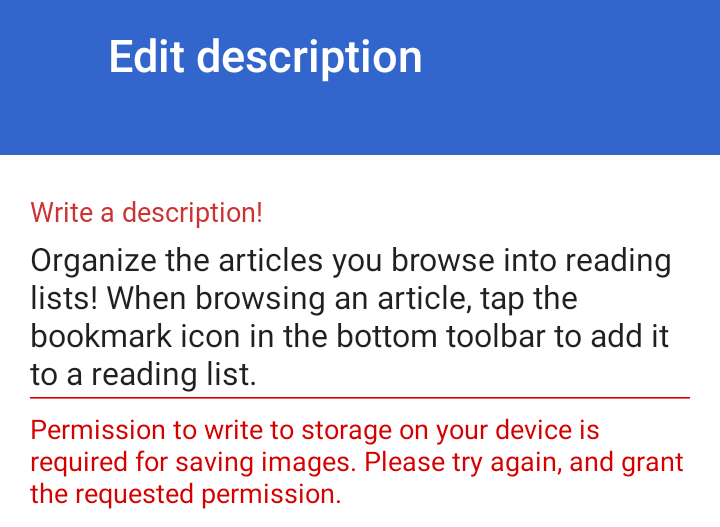 Edit description
Write a description!
Organize the articles you browse into reading
lists! When browsing an article, tap the
bookmark icon in the bottom toolbar to add it
to a reading list.
Permission to write to storage on your device is
required for saving images. Please try again, and grant
the requested permission.